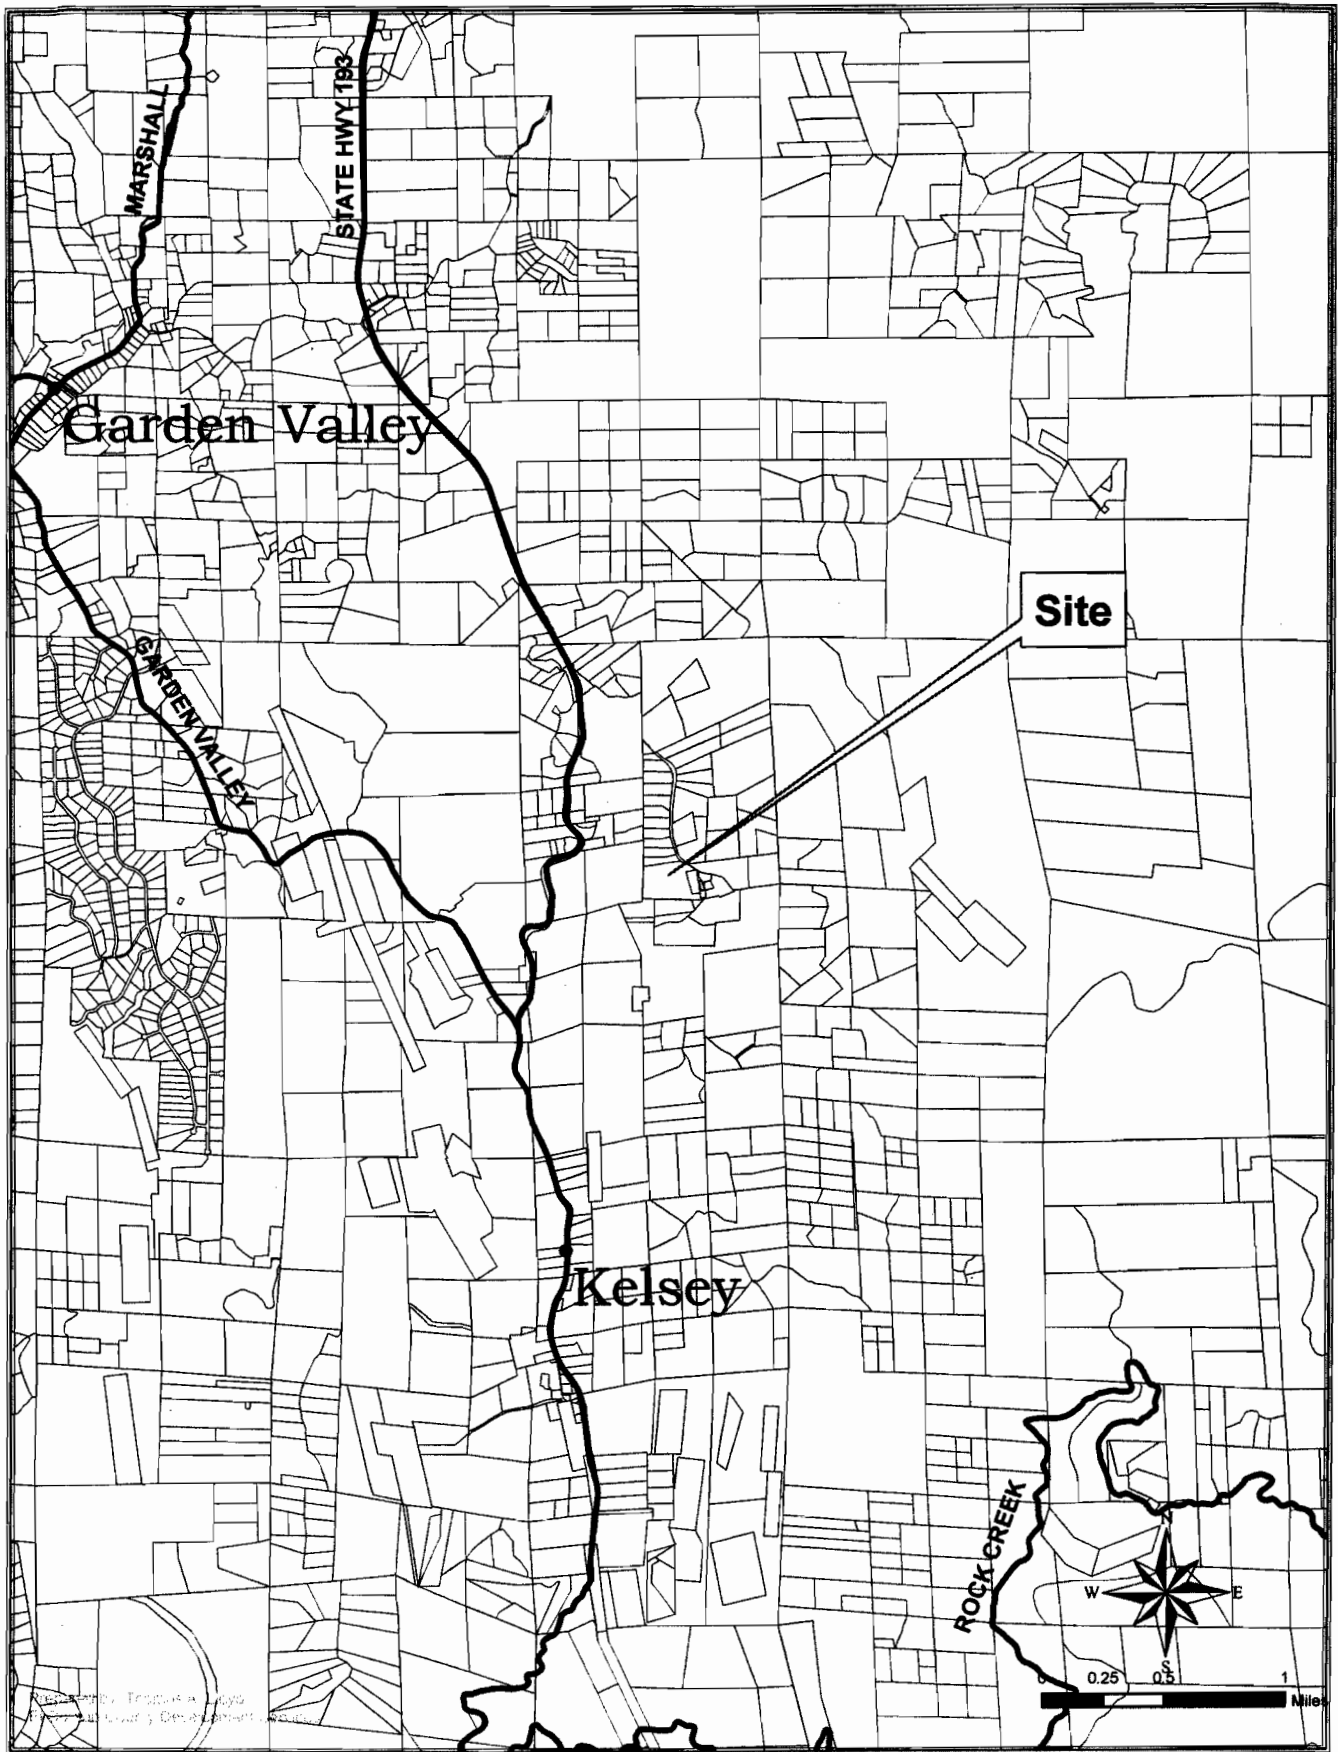 MARSHALL
STATE HWY 193
Garden Valley
Site
GARDEN VALLEY
Kelsey
ROCK CREEK
N
W E
S
0 0.25 0.5 1
Miles